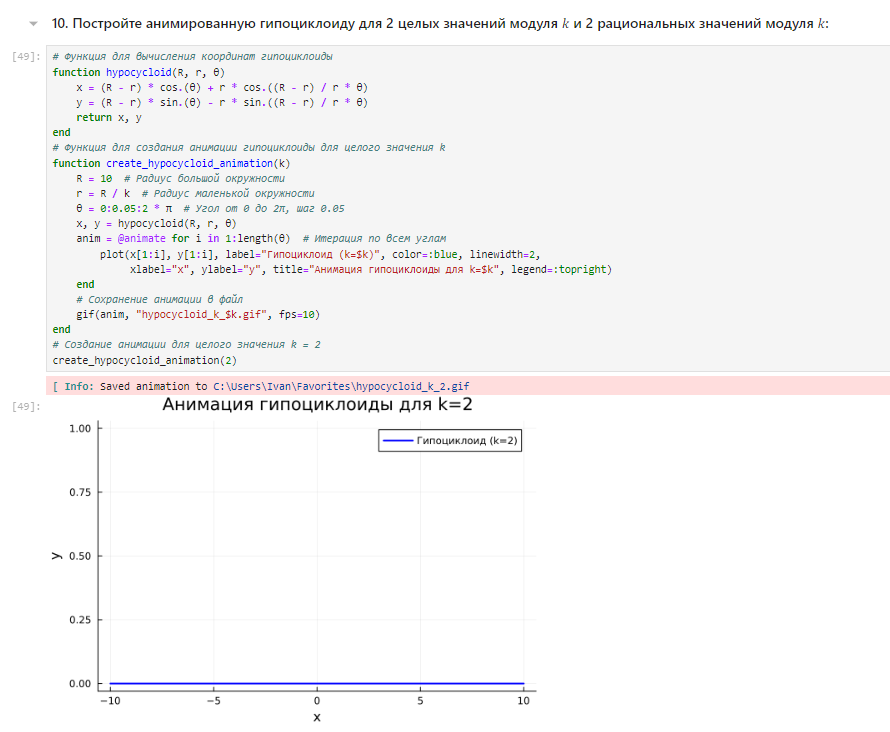 10. Постройте анимированную гипоциклоиду для 2 целых значений модуля k и 2 рациональных значений модуля k:
[49]:
# Функция для вычисления координат гипоциклоиды
function hypocycloid(R, r, θ)
    x = (R - r) * cos.(θ) + r * cos.((R - r) / r * θ)
    y = (R - r) * sin.(θ) - r * sin.((R - r) / r * θ)
    return x, y
end
# Функция для создания анимации гипоциклоиды для целого значения k
function create_hypocycloid_animation(k)
    R = 10  # Радиус большой окружности
    r = R / k  # Радиус маленькой окружности
    θ = 0:0.05:2 * π  # Угол от 0 до 2π, шаг 0.05
    x, y = hypocycloid(R, r, θ)
    anim = @animate for i in 1:length(θ)  # Итерация по всем углам
        plot(x[1:i], y[1:i], label="Гипоциклоид (k=$k)", color=:blue, linewidth=2,
            xlabel="x", ylabel="y", title="Анимация гипоциклоиды для k=$k", legend=:topright)
    end
    # Сохранение анимации в файл
    gif(anim, "hypocycloid_k_$k.gif", fps=10)
end
# Создание анимации для целого значения k = 2
create_hypocycloid_animation(2)
[ Info: Saved animation to C:\Users\Ivan\Favorites\hypocycloid_k_2.gif
[49]:
Анимация гипоциклоиды для k=2
Гипоциклоид (k=2)
1.00
0.75
0.50
0.25
0.00
y
−10 −5 0 5 10
x